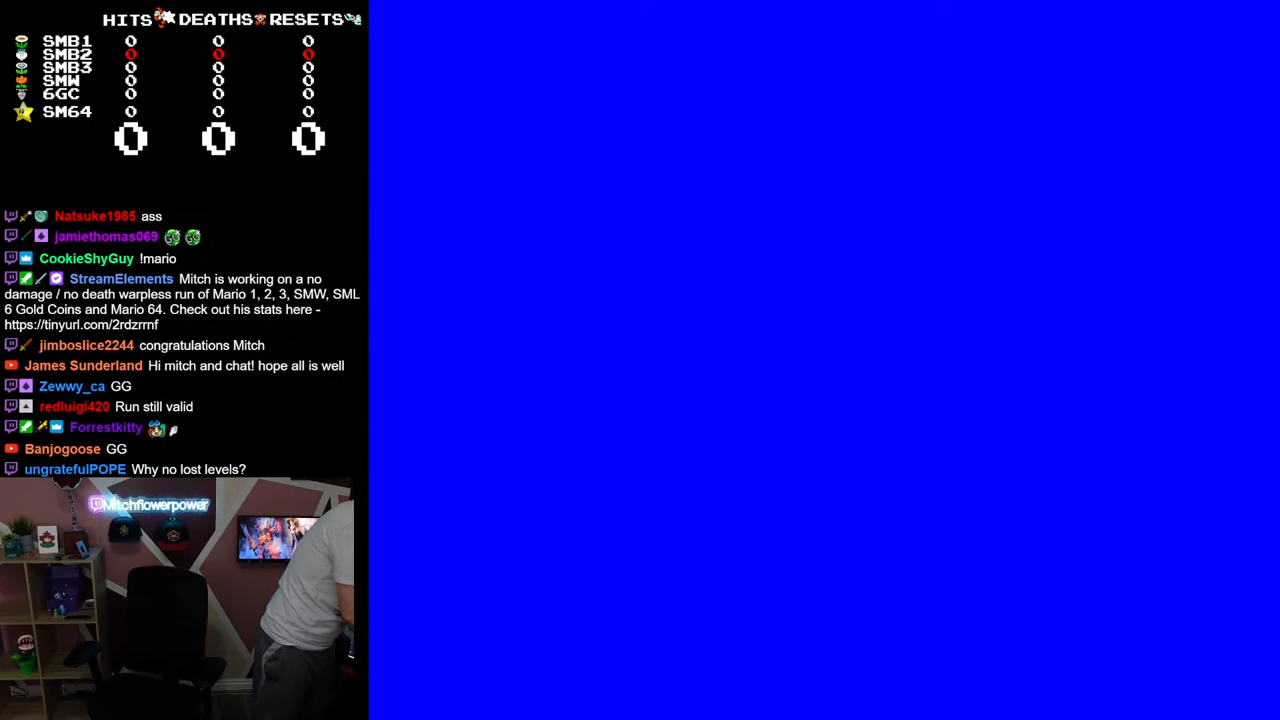 HITS DEATHS RESETS
SMB1 0 0 0
SMB2 0 0 0
SMB3 0 0 0
SMW 0 0 0
6GC 0 0 0
SM64 0 0 0
0 0 0
Natsuke1985 ass
jamiethomas069
CookieShyGuy !mario
StreamElements Mitch is working on a no
damage / no death warpless run of Mario 1, 2, 3, SMW, SML
6 Gold Coins and Mario 64. Check out his stats here -
https://tinyurl.com/2rdzrrnf
jimboslice2244 congratulations Mitch
James Sunderland Hi mitch and chat! hope all is well
Zewwy_ca GG
redluigi420 Run still valid
Forrestkitty
Banjogoose GG
ungratefulPOPE Why no lost levels?
Mitchflowerpower